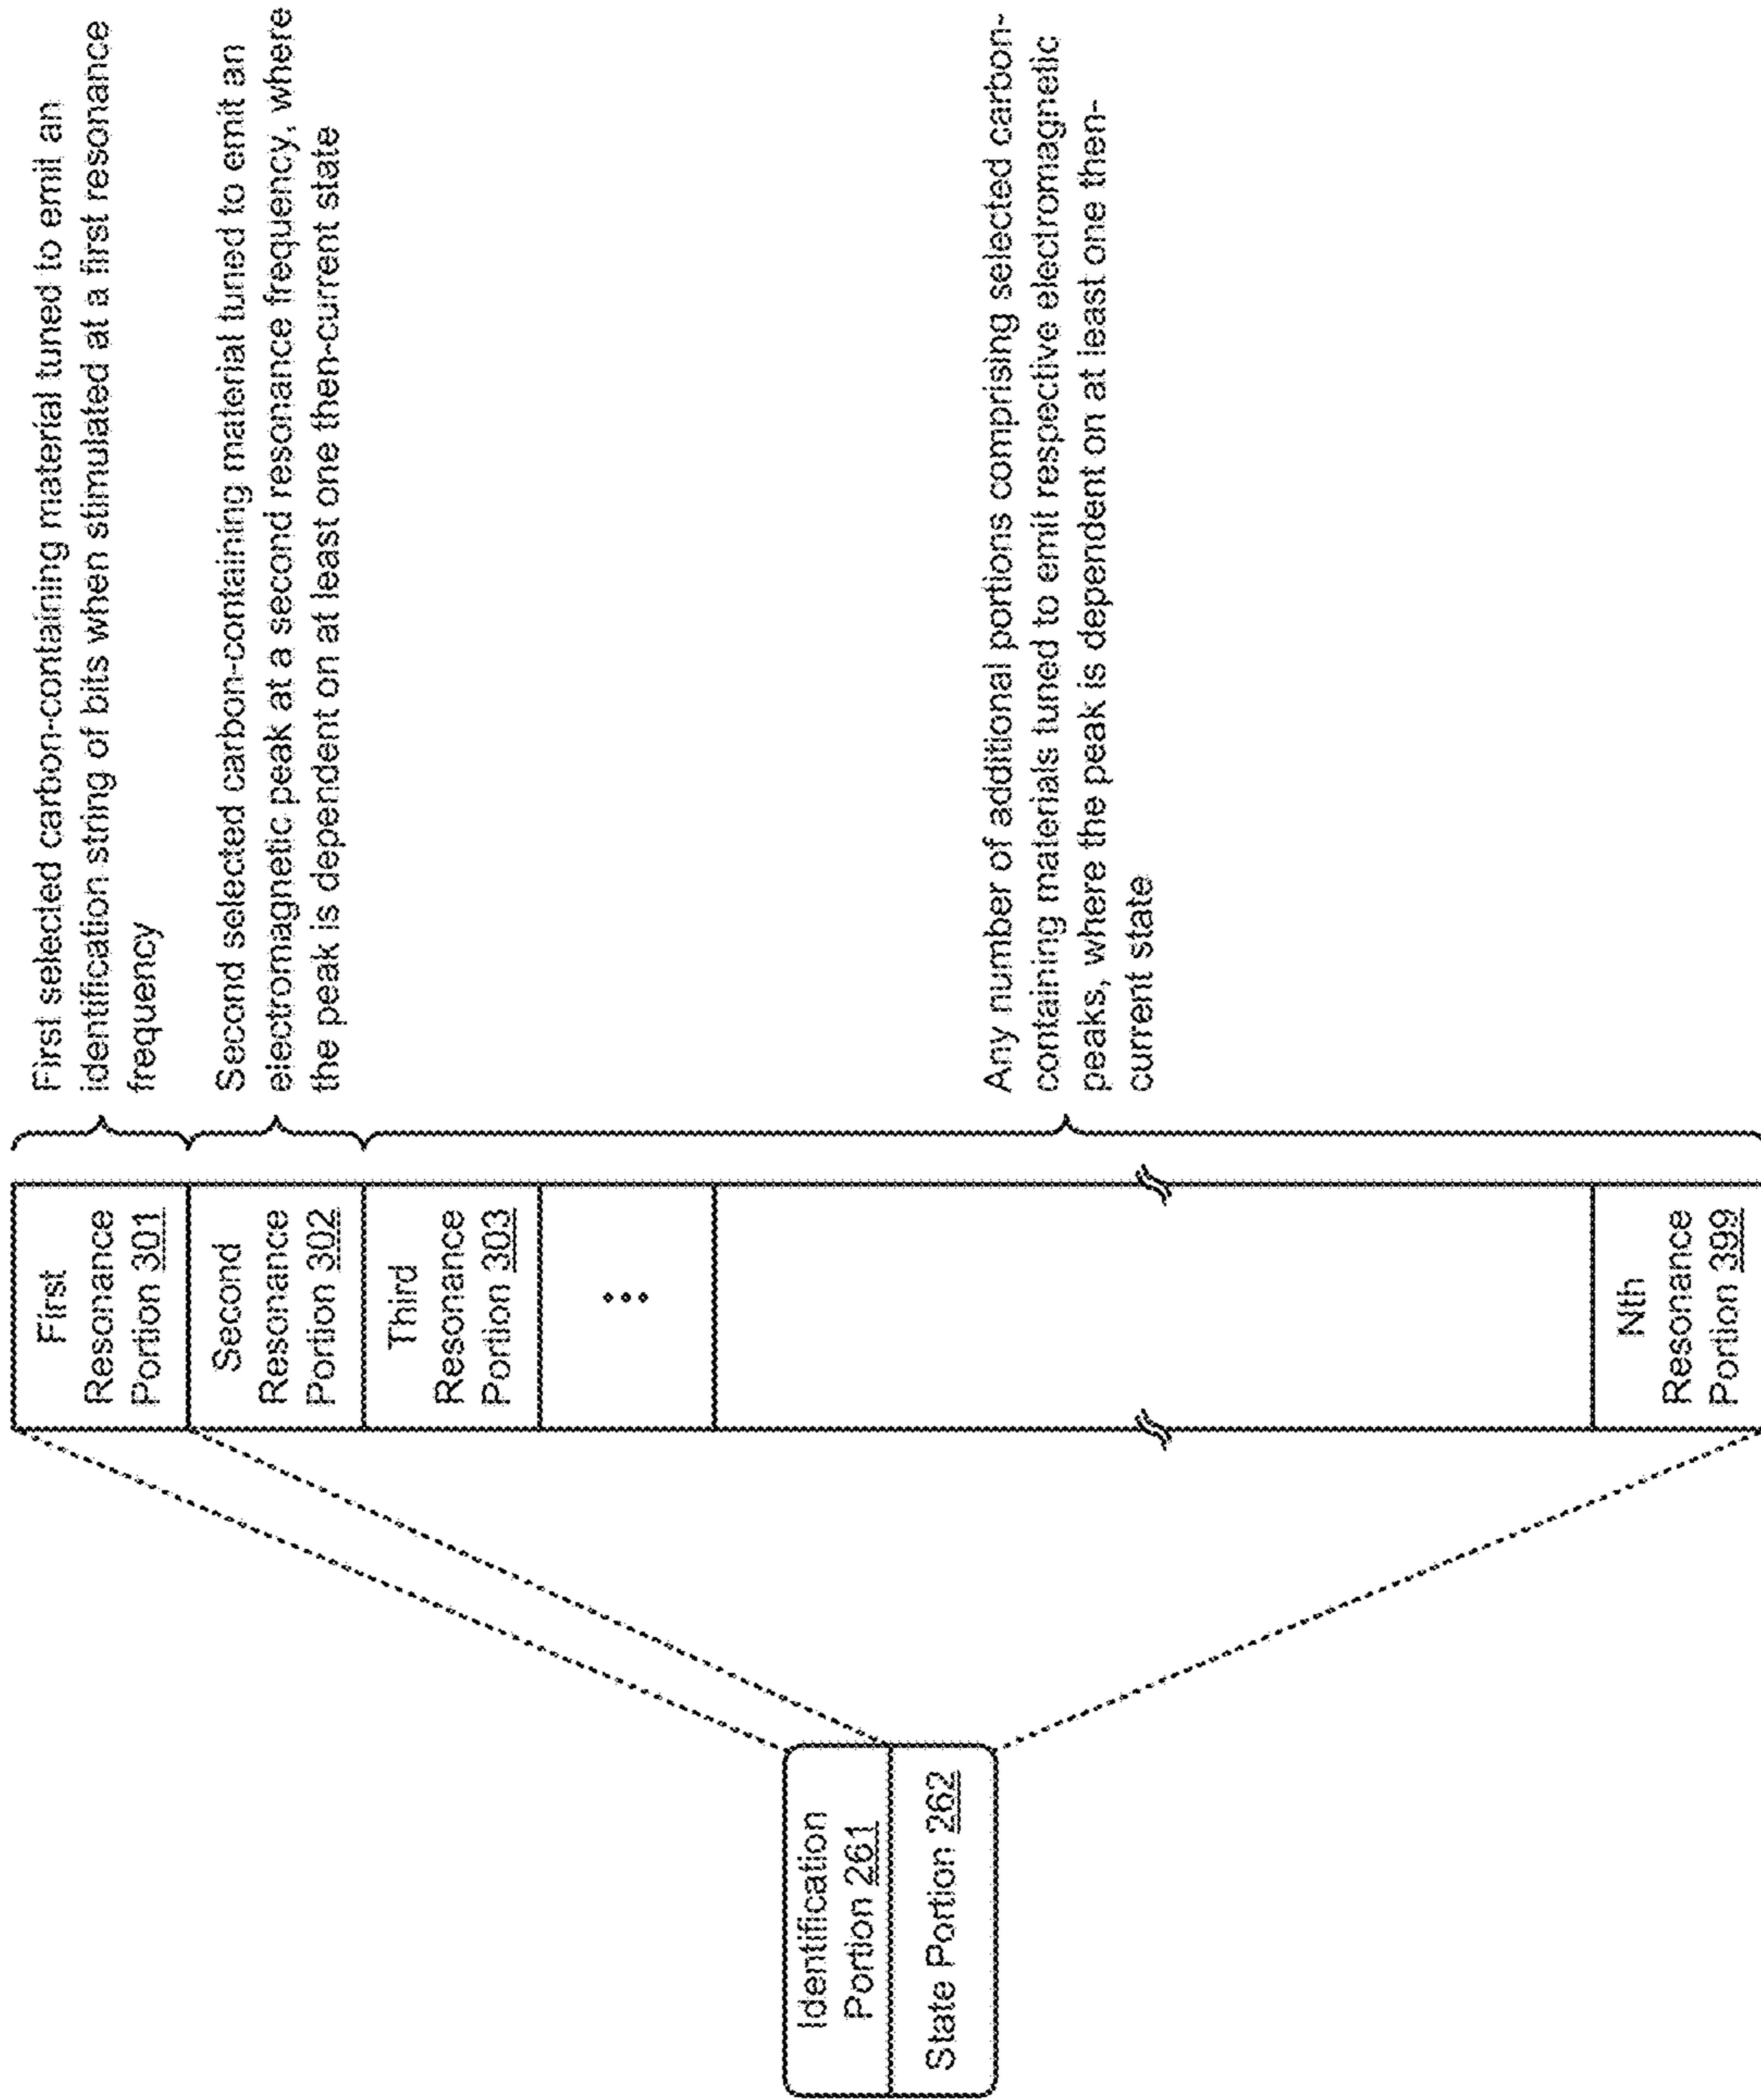 Identification
Portion 261
State Portion 262
First
Resonance
Portion 301
Second
Resonance
Portion 302
Third
Resonance
Portion 303
Nth
Resonance
Portion 399
First selected carbon-containing material tuned to emit an
identification string of bits when stimulated at a first resonance
frequency
Second selected carbon-containing material tuned to emit an
electromagnetic peak at a second resonance frequency, where
the peak is dependent on at least one then-current state
Any number of additional portions comprising selected carbon-
containing materials tuned to emit respective electromagnetic
peaks, where the peak is dependent on at least one then-
current state